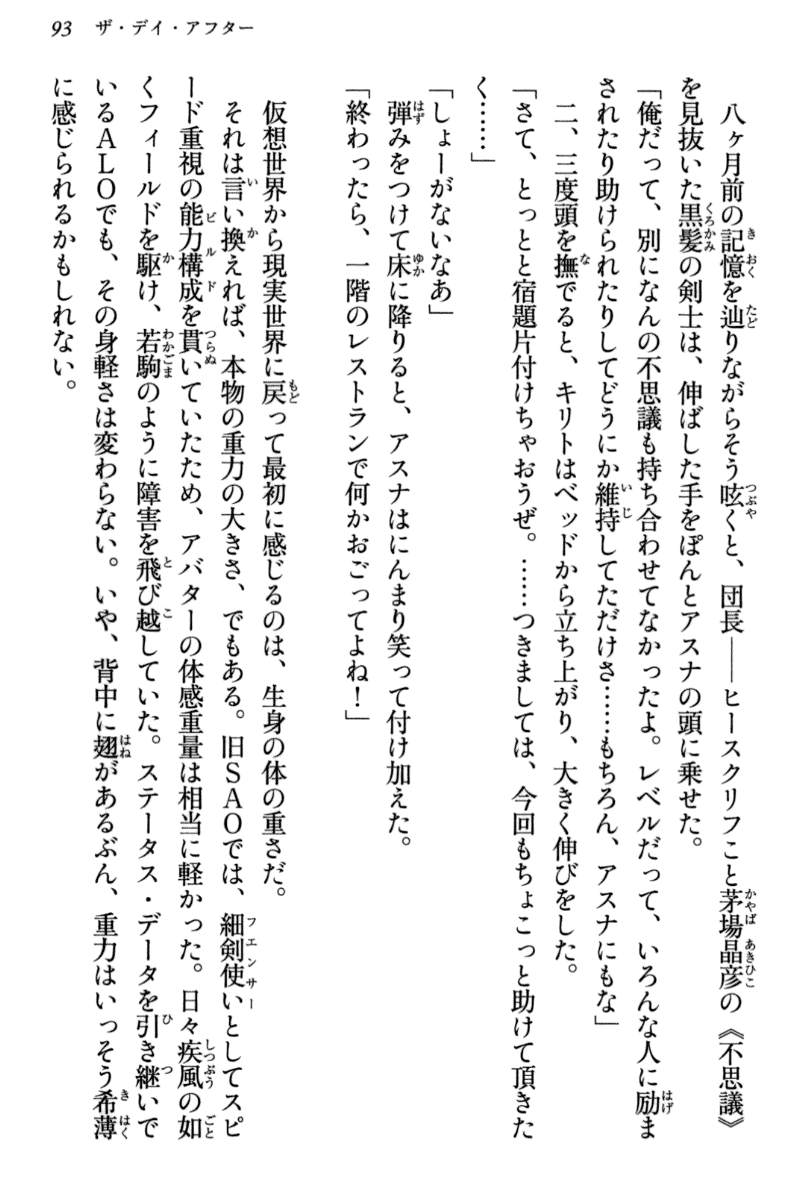 93 ザ・デイ・アフター
八ヶ月前の記憶を辿りながらそう呟くと、団長――ヒースクリフこと茅場晶彦の《不思議》
を見抜いた黒髪の剣士は、伸ばした手をぽんとアスナの頭に乗せた。
「俺だって、別になんの不思議も持ち合わせてなかったよ。レベルだって、いろんな人に励ま
されたり助けられたりしてどうにか維持してただけさ……もちろん、アスナにもな」
二、三度頭を撫でると、キリトはベッドから立ち上がり、大きく伸びをした。
「さて、とっとと宿題片付けちゃおうぜ。……つきましては、今回もちょこっと助けて頂きた
く……」
「しょーがないなあ」
弾みをつけて床に降りると、アスナはにんまり笑って付け加えた。
「終わったら、一階のレストランで何かおごってよね！」
仮想世界から現実世界に戻って最初に感じるのは、生身の体の重さだ。
それは言い換えれば、本物の重力の大きさ、でもある。旧ＳＡＯでは、細剣使いとしてスピ
ード重視の能力構成を貫いていたため、アバターの体感重量は相当に軽かった。日々疾風の如
くフィールドを駆け、若駒のように障害を飛び越していた。ステータス・データを引き継いで
いるＡＬＯでも、その身軽さは変わらない。いや、背中に翅があるぶん、重力はいっそう希薄
に感じられるかもしれない。